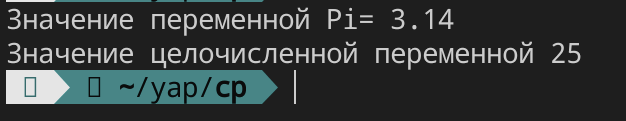 Значение переменной Pi= 3.14
Значение целочисленной переменной 25
~/yap/cp